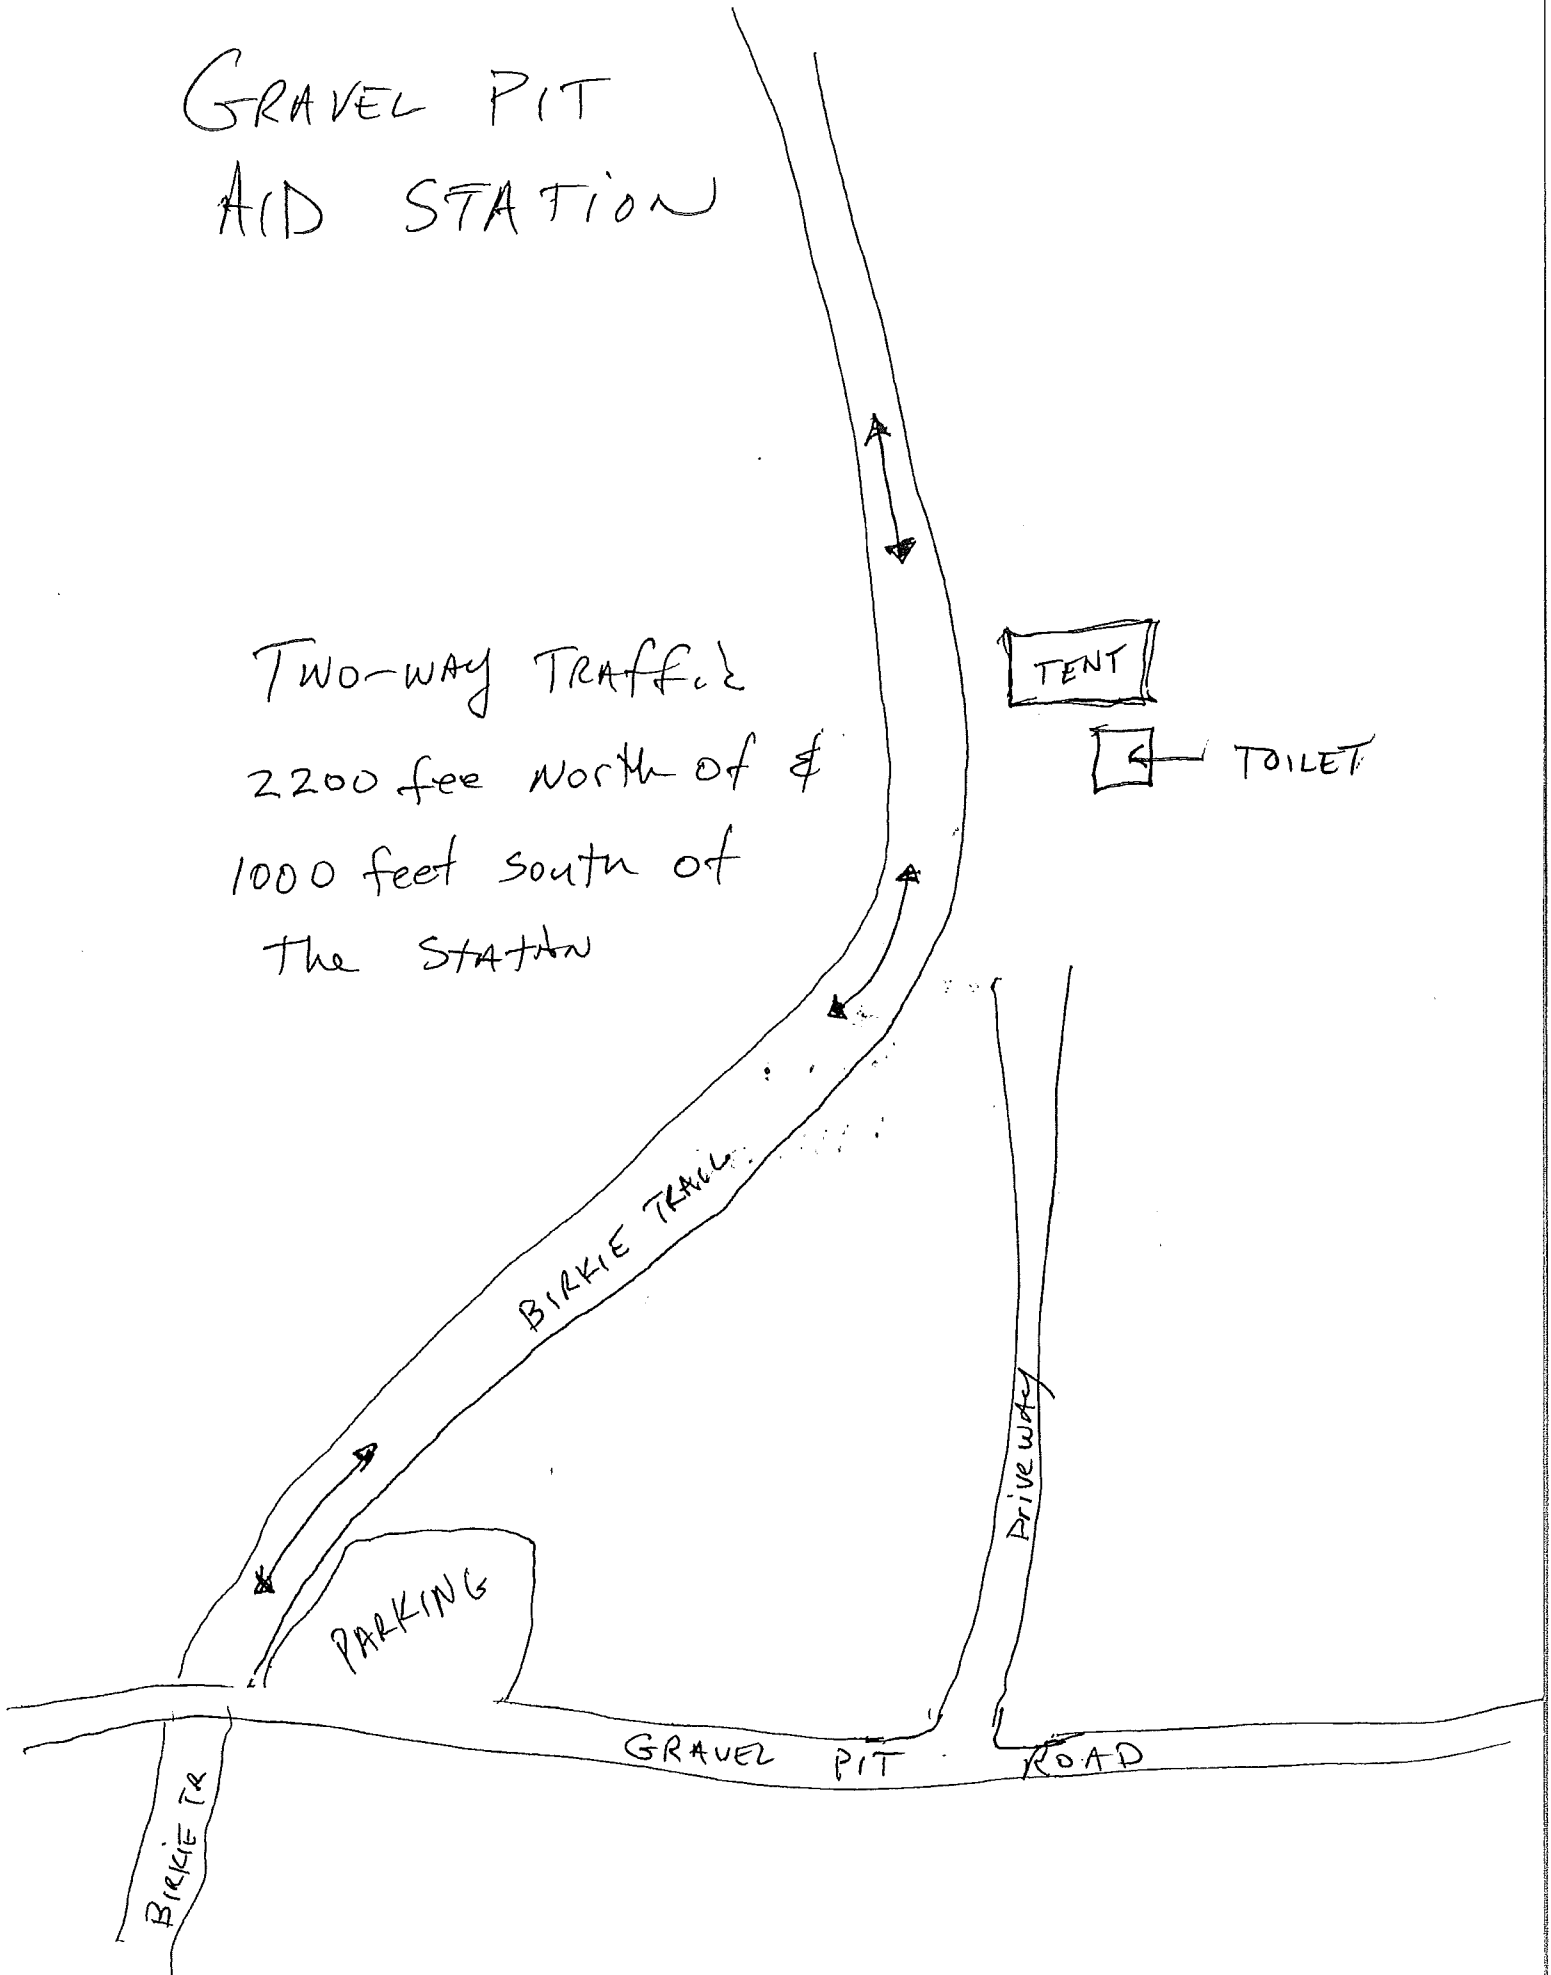 GRAVEL PIT
AID STATION
TWO-WAY TRAffic
2200 fee North of &
1000 feet south of
The STATION
TENT
TOILET
BIRKIE TRAIL
Driveway
PARKING
GRAVEL PIT ROAD
BIRKIE TR